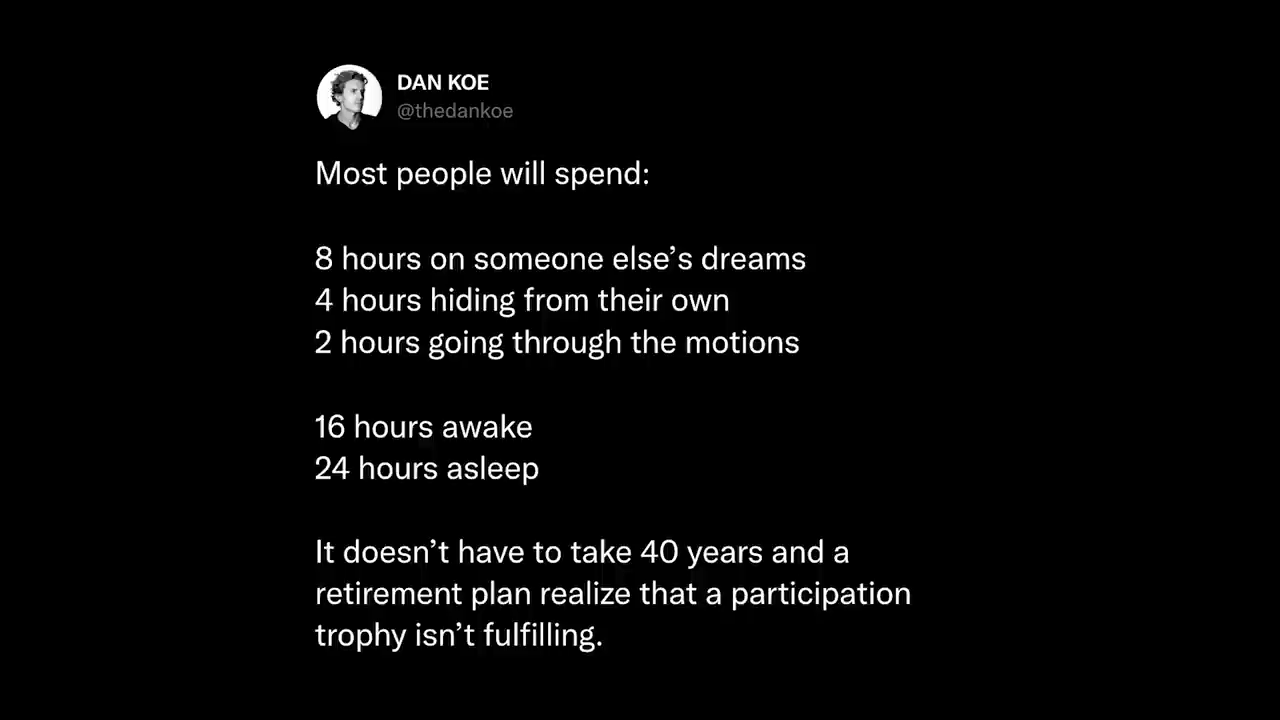 DAN KOE
@thedankoe
Most people will spend:
8 hours on someone else’s dreams
4 hours hiding from their own
2 hours going through the motions
16 hours awake
24 hours asleep
It doesn’t have to take 40 years and a
retirement plan realize that a participation
trophy isn’t fulfilling.